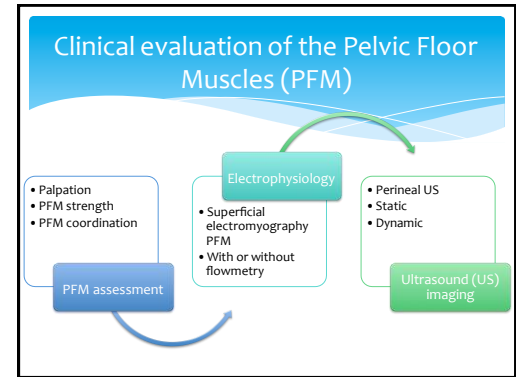 Clinical evaluation of the Pelvic Floor
Muscles (PFM)
• Palpation
• PFM strength
• PFM coordination
PFM assessment
Electrophysiology
• Superficial
electromyography
PFM
• With or without
flowmetry
• Perineal US
• Static
• Dynamic
Ultrasound (US)
imaging